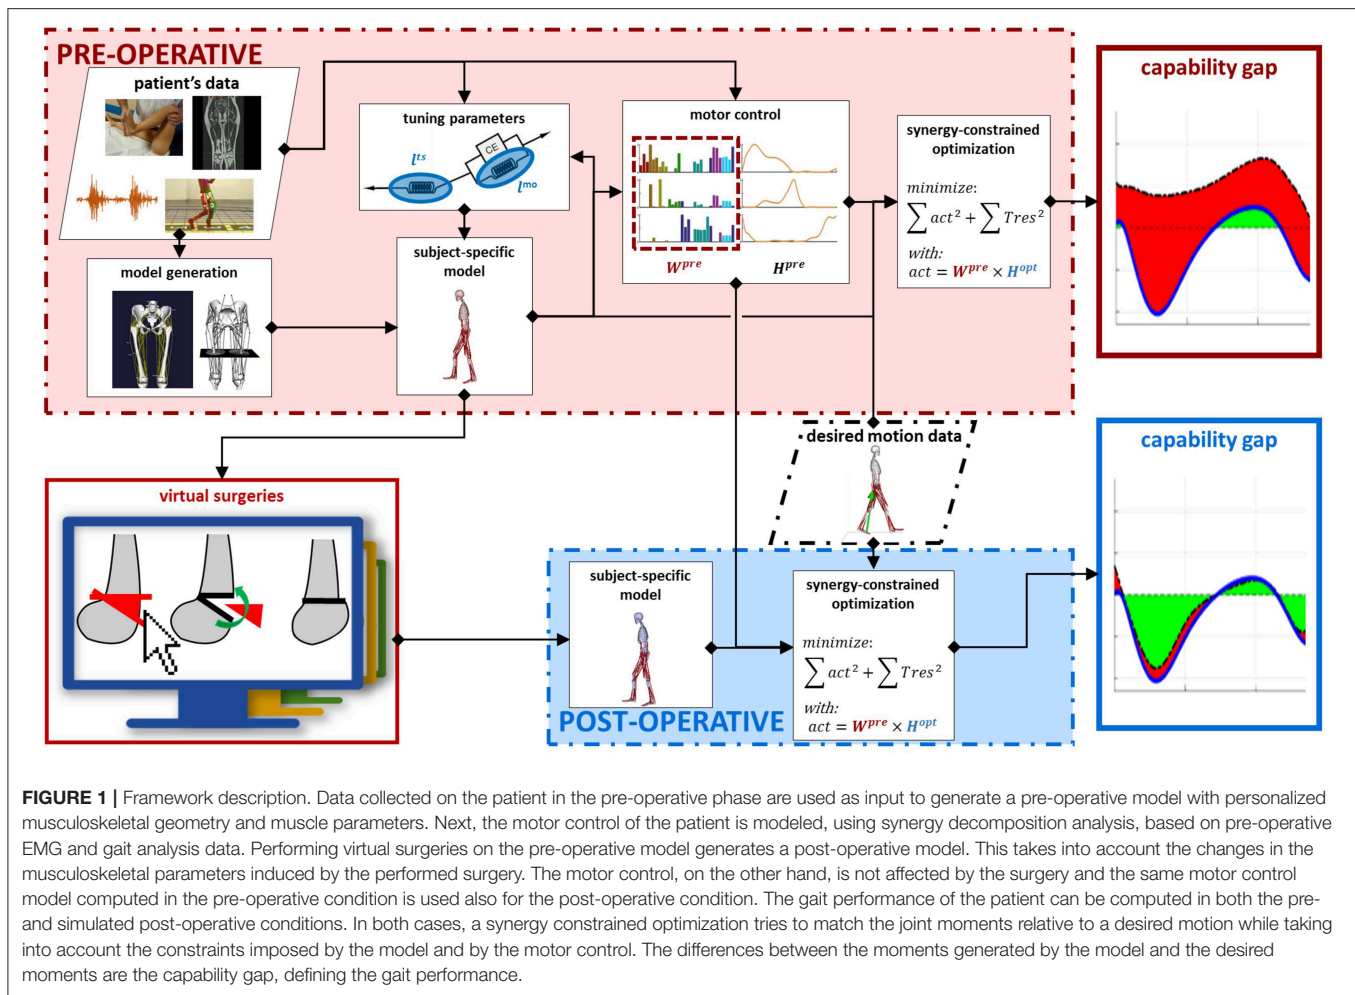 PRE-OPERATIVE
patient's data
tuning parameters
CE
l^ts
l^mo
motor control
W^pre
H^pre
synergy-constrained
optimization
minimize:
∑ act² + ∑ Tres²
with:
act = W^pre × H^opt
capability gap
model generation
subject-specific
model
desired motion data
capability gap
virtual surgeries
subject-specific
model
synergy-constrained
optimization
minimize:
∑ act² + ∑ Tres²
with:
act = W^pre × H^opt
POST-OPERATIVE
FIGURE 1 | Framework description. Data collected on the patient in the pre-operative phase are used as input to generate a pre-operative model with personalized
musculoskeletal geometry and muscle parameters. Next, the motor control of the patient is modeled, using synergy decomposition analysis, based on pre-operative
EMG and gait analysis data. Performing virtual surgeries on the pre-operative model generates a post-operative model. This takes into account the changes in the
musculoskeletal parameters induced by the performed surgery. The motor control, on the other hand, is not affected by the surgery and the same motor control
model computed in the pre-operative condition is used also for the post-operative condition. The gait performance of the patient can be computed in both the pre-
and simulated post-operative conditions. In both cases, a synergy constrained optimization tries to match the joint moments relative to a desired motion while taking
into account the constraints imposed by the model and by the motor control. The differences between the moments generated by the model and the desired
moments are the capability gap, defining the gait performance.